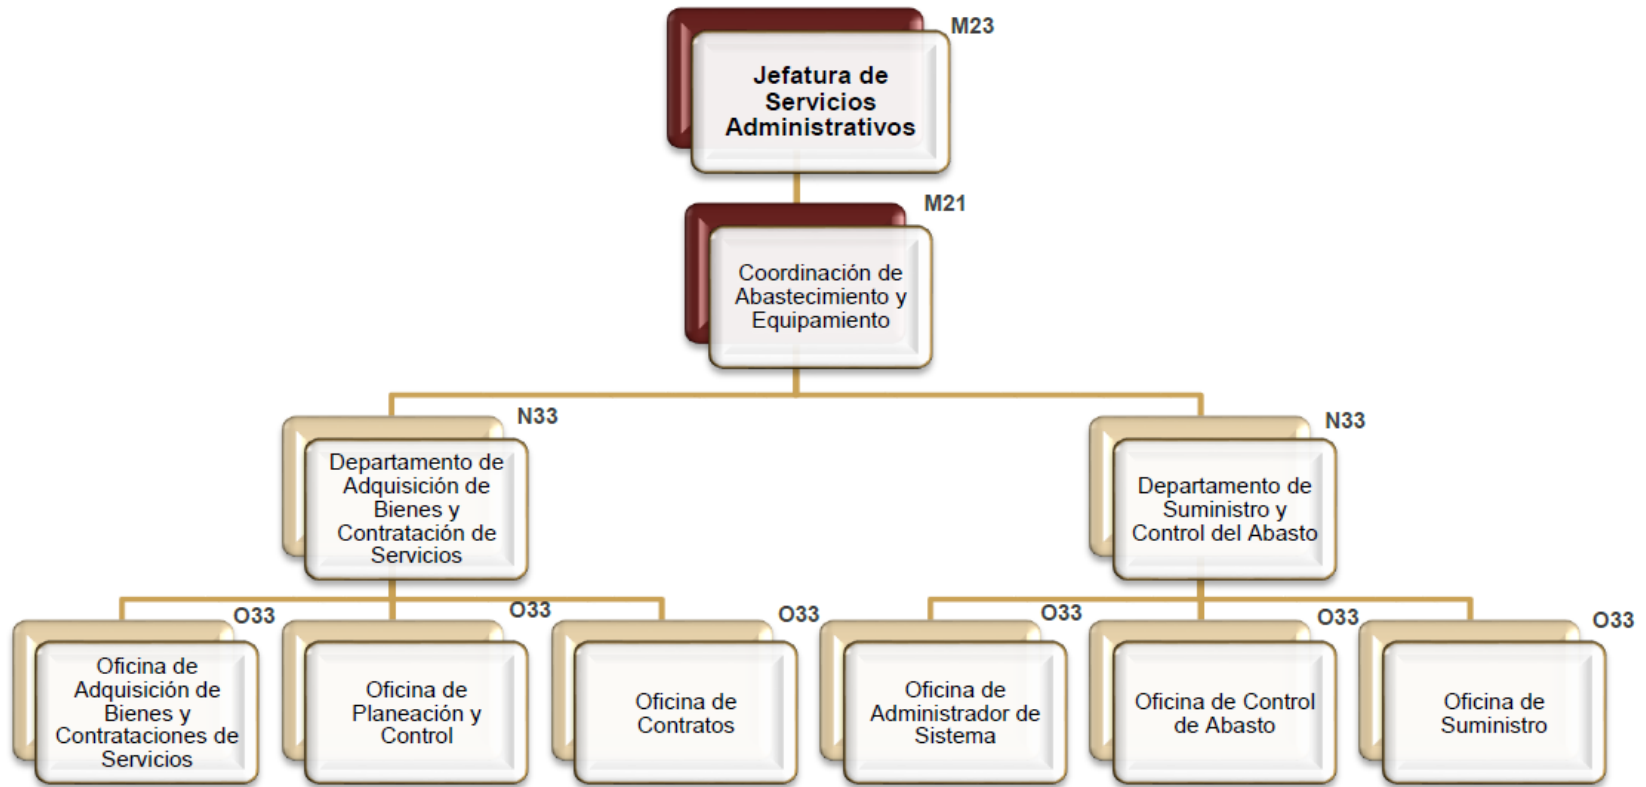 M23
Jefatura de
Servicios
Administrativos
M21
Coordinación de
Abastecimiento y
Equipamiento
N33
Departamento de
Adquisición de
Bienes y
Contratación de
Servicios
N33
Departamento de
Suministro y
Control del Abasto
O33
Oficina de
Adquisición de
Bienes y
Contrataciones de
Servicios
O33
Oficina de
Planeación y
Control
O33
Oficina de
Contratos
O33
Oficina de
Administrador de
Sistema
O33
Oficina de Control
de Abasto
O33
Oficina de
Suministro